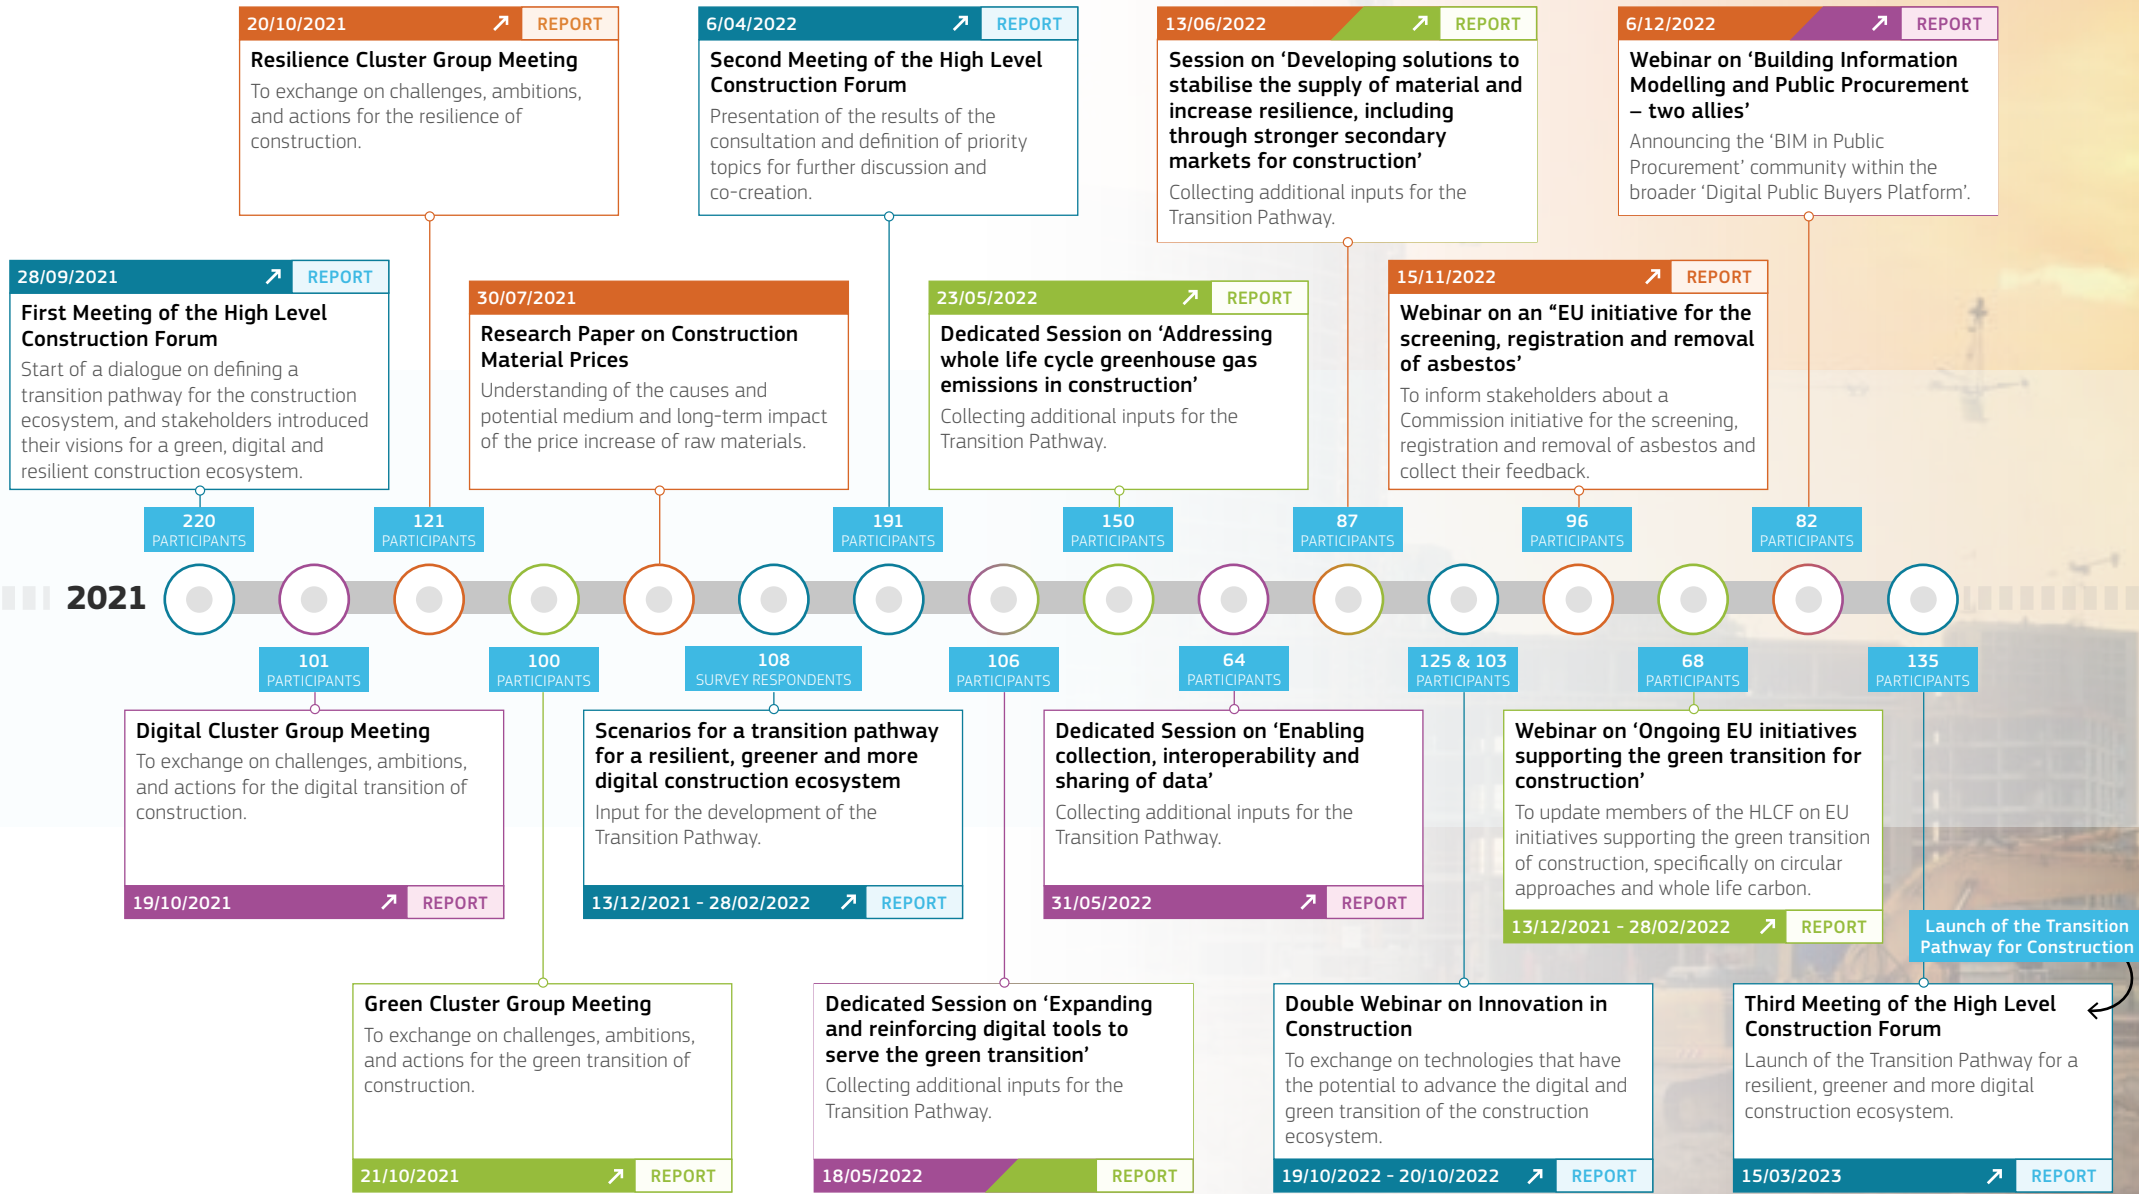 20/10/2021 REPORT
Resilience Cluster Group Meeting
To exchange on challenges, ambitions,
and actions for the resilience of
construction.
6/04/2022 REPORT
Second Meeting of the High Level
Construction Forum
Presentation of the results of the
consultation and definition of priority
topics for further discussion and
co-creation.
13/06/2022 REPORT
Session on ‘Developing solutions to
stabilise the supply of material and
increase resilience, including
through stronger secondary
markets for construction’
Collecting additional inputs for the
Transition Pathway.
6/12/2022 REPORT
Webinar on ‘Building Information
Modelling and Public Procurement
– two allies’
Announcing the ‘BIM in Public
Procurement’ community within the
broader ‘Digital Public Buyers Platform’.
28/09/2021 REPORT
First Meeting of the High Level
Construction Forum
Start of a dialogue on defining a
transition pathway for the construction
ecosystem, and stakeholders introduced
their visions for a green, digital and
resilient construction ecosystem.
30/07/2021
Research Paper on Construction
Material Prices
Understanding of the causes and
potential medium and long-term impact
of the price increase of raw materials.
23/05/2022 REPORT
Dedicated Session on ‘Addressing
whole life cycle greenhouse gas
emissions in construction’
Collecting additional inputs for the
Transition Pathway.
15/11/2022 REPORT
Webinar on an “EU initiative for the
screening, registration and removal
of asbestos’
To inform stakeholders about a
Commission initiative for the screening,
registration and removal of asbestos and
collect their feedback.
220
PARTICIPANTS
121
PARTICIPANTS
191
PARTICIPANTS
150
PARTICIPANTS
87
PARTICIPANTS
96
PARTICIPANTS
82
PARTICIPANTS
2021
101
PARTICIPANTS
100
PARTICIPANTS
108
SURVEY RESPONDENTS
106
PARTICIPANTS
64
PARTICIPANTS
125 & 103
PARTICIPANTS
68
PARTICIPANTS
135
PARTICIPANTS
Digital Cluster Group Meeting
To exchange on challenges, ambitions,
and actions for the digital transition of
construction.
19/10/2021 REPORT
Scenarios for a transition pathway
for a resilient, greener and more
digital construction ecosystem
Input for the development of the
Transition Pathway.
13/12/2021 - 28/02/2022 REPORT
Dedicated Session on ‘Enabling
collection, interoperability and
sharing of data’
Collecting additional inputs for the
Transition Pathway.
31/05/2022 REPORT
Webinar on ‘Ongoing EU initiatives
supporting the green transition for
construction’
To update members of the HLCF on EU
initiatives supporting the green transition
of construction, specifically on circular
approaches and whole life carbon.
13/12/2021 - 28/02/2022 REPORT
Launch of the Transition
Pathway for Construction
Green Cluster Group Meeting
To exchange on challenges, ambitions,
and actions for the green transition of
construction.
21/10/2021 REPORT
Dedicated Session on ‘Expanding
and reinforcing digital tools to
serve the green transition’
Collecting additional inputs for the
Transition Pathway.
18/05/2022 REPORT
Double Webinar on Innovation in
Construction
To exchange on technologies that have
the potential to advance the digital and
green transition of the construction
ecosystem.
19/10/2022 - 20/10/2022 REPORT
Third Meeting of the High Level
Construction Forum
Launch of the Transition Pathway for a
resilient, greener and more digital
construction ecosystem.
15/03/2023 REPORT